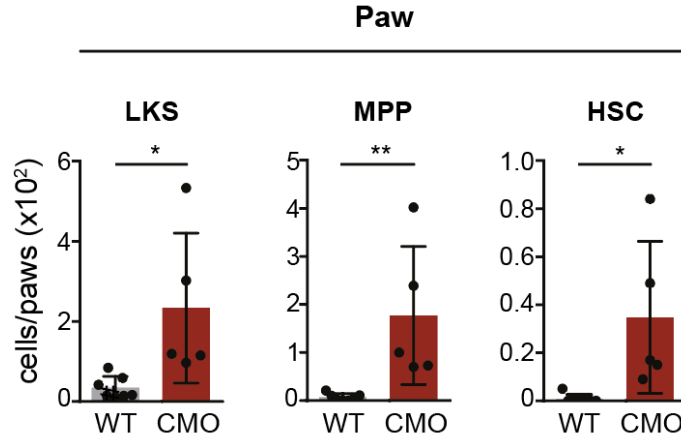 Paw
LKS MPP HSC
* ** *
cells/paws (x10²)
6 5 1.0
4 0.8
4 3 0.6
2 0.4
2 1 0.2
0 0 0
WT CMO WT CMO WT CMO